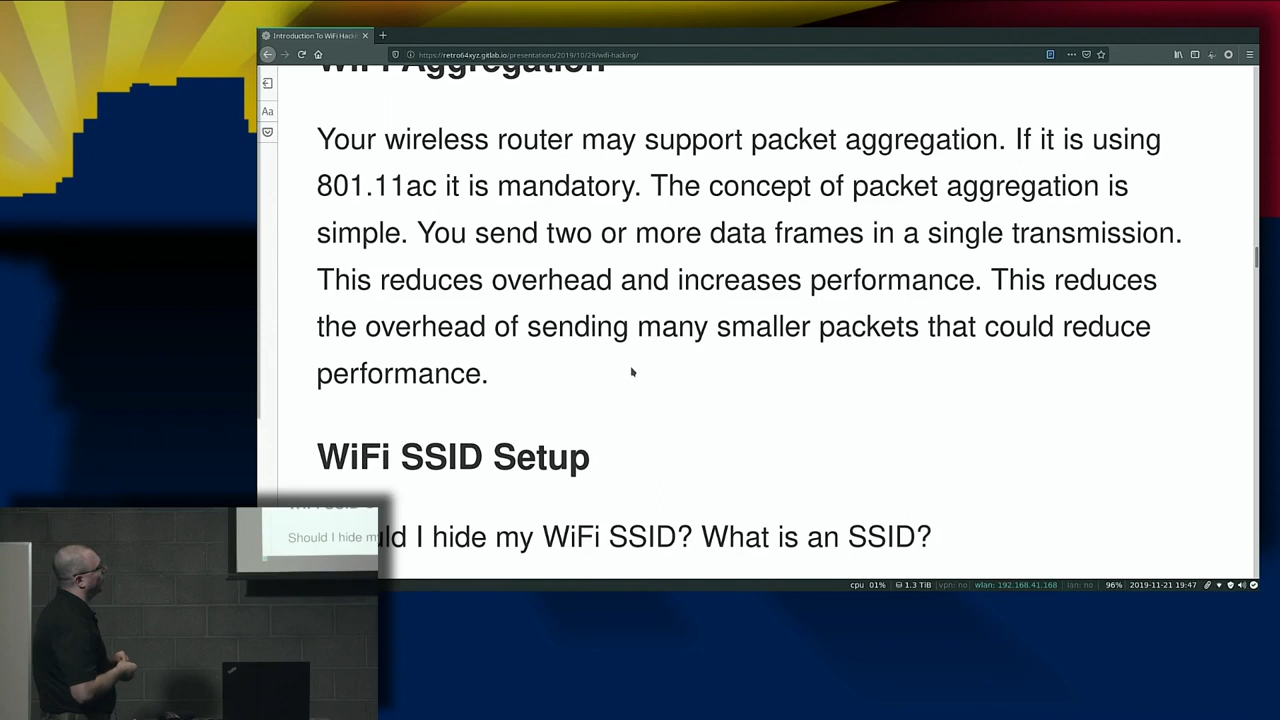 Introduction To WiFi Hack
https://retro64xyz.gitlab.io/presentations/2019/10/29/wifi-hacking/
WiFi Aggregation
Aa
Your wireless router may support packet aggregation. If it is using
801.11ac it is mandatory. The concept of packet aggregation is
simple. You send two or more data frames in a single transmission.
This reduces overhead and increases performance. This reduces
the overhead of sending many smaller packets that could reduce
performance.
WiFi SSID Setup
uld I hide my WiFi SSID? What is an SSID?
Should I hide m
cpu 01% 1.3 TiB vpn: no wlan: 192.168.41.168 lan: no 96% 2019-11-21 19:47